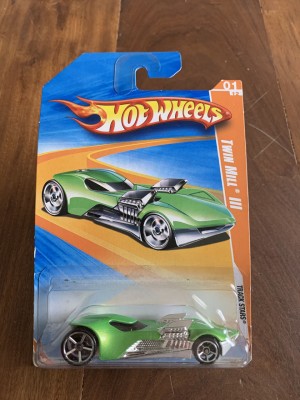 '01
HOT WHEELS
TWIN MILL® III
TRACK STARS